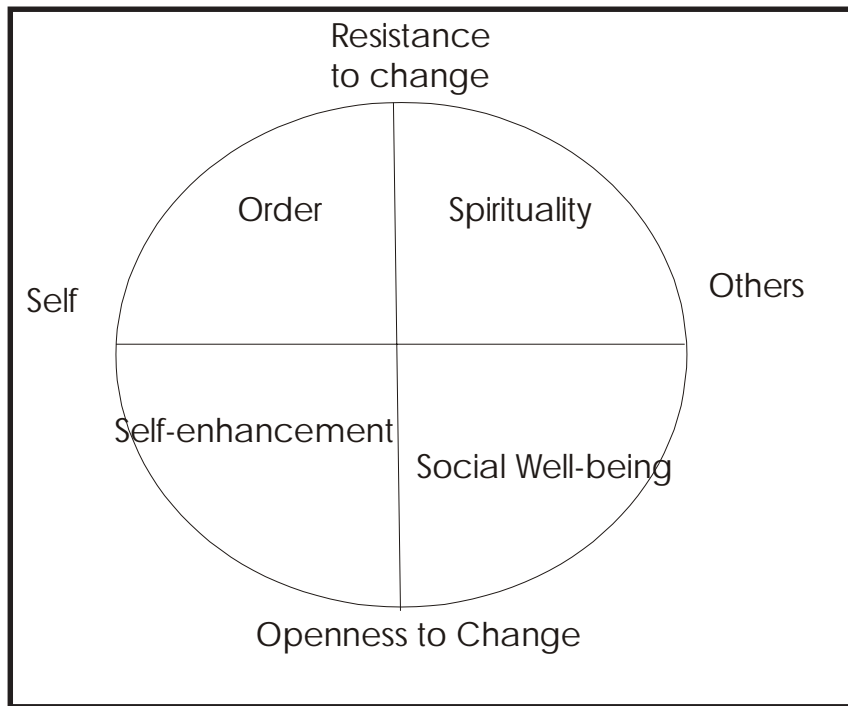 Resistance
to change
Order
Spirituality
Self
Others
Self-enhancement
Social Well-being
Openness to Change